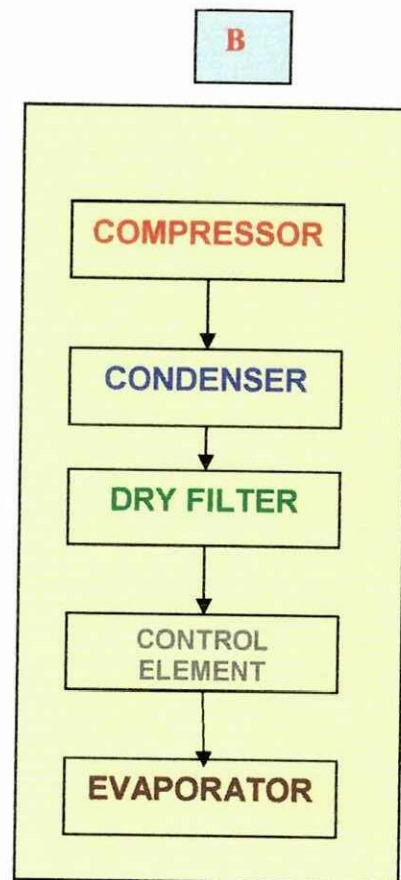 B
COMPRESSOR
CONDENSER
DRY FILTER
CONTROL
ELEMENT
EVAPORATOR